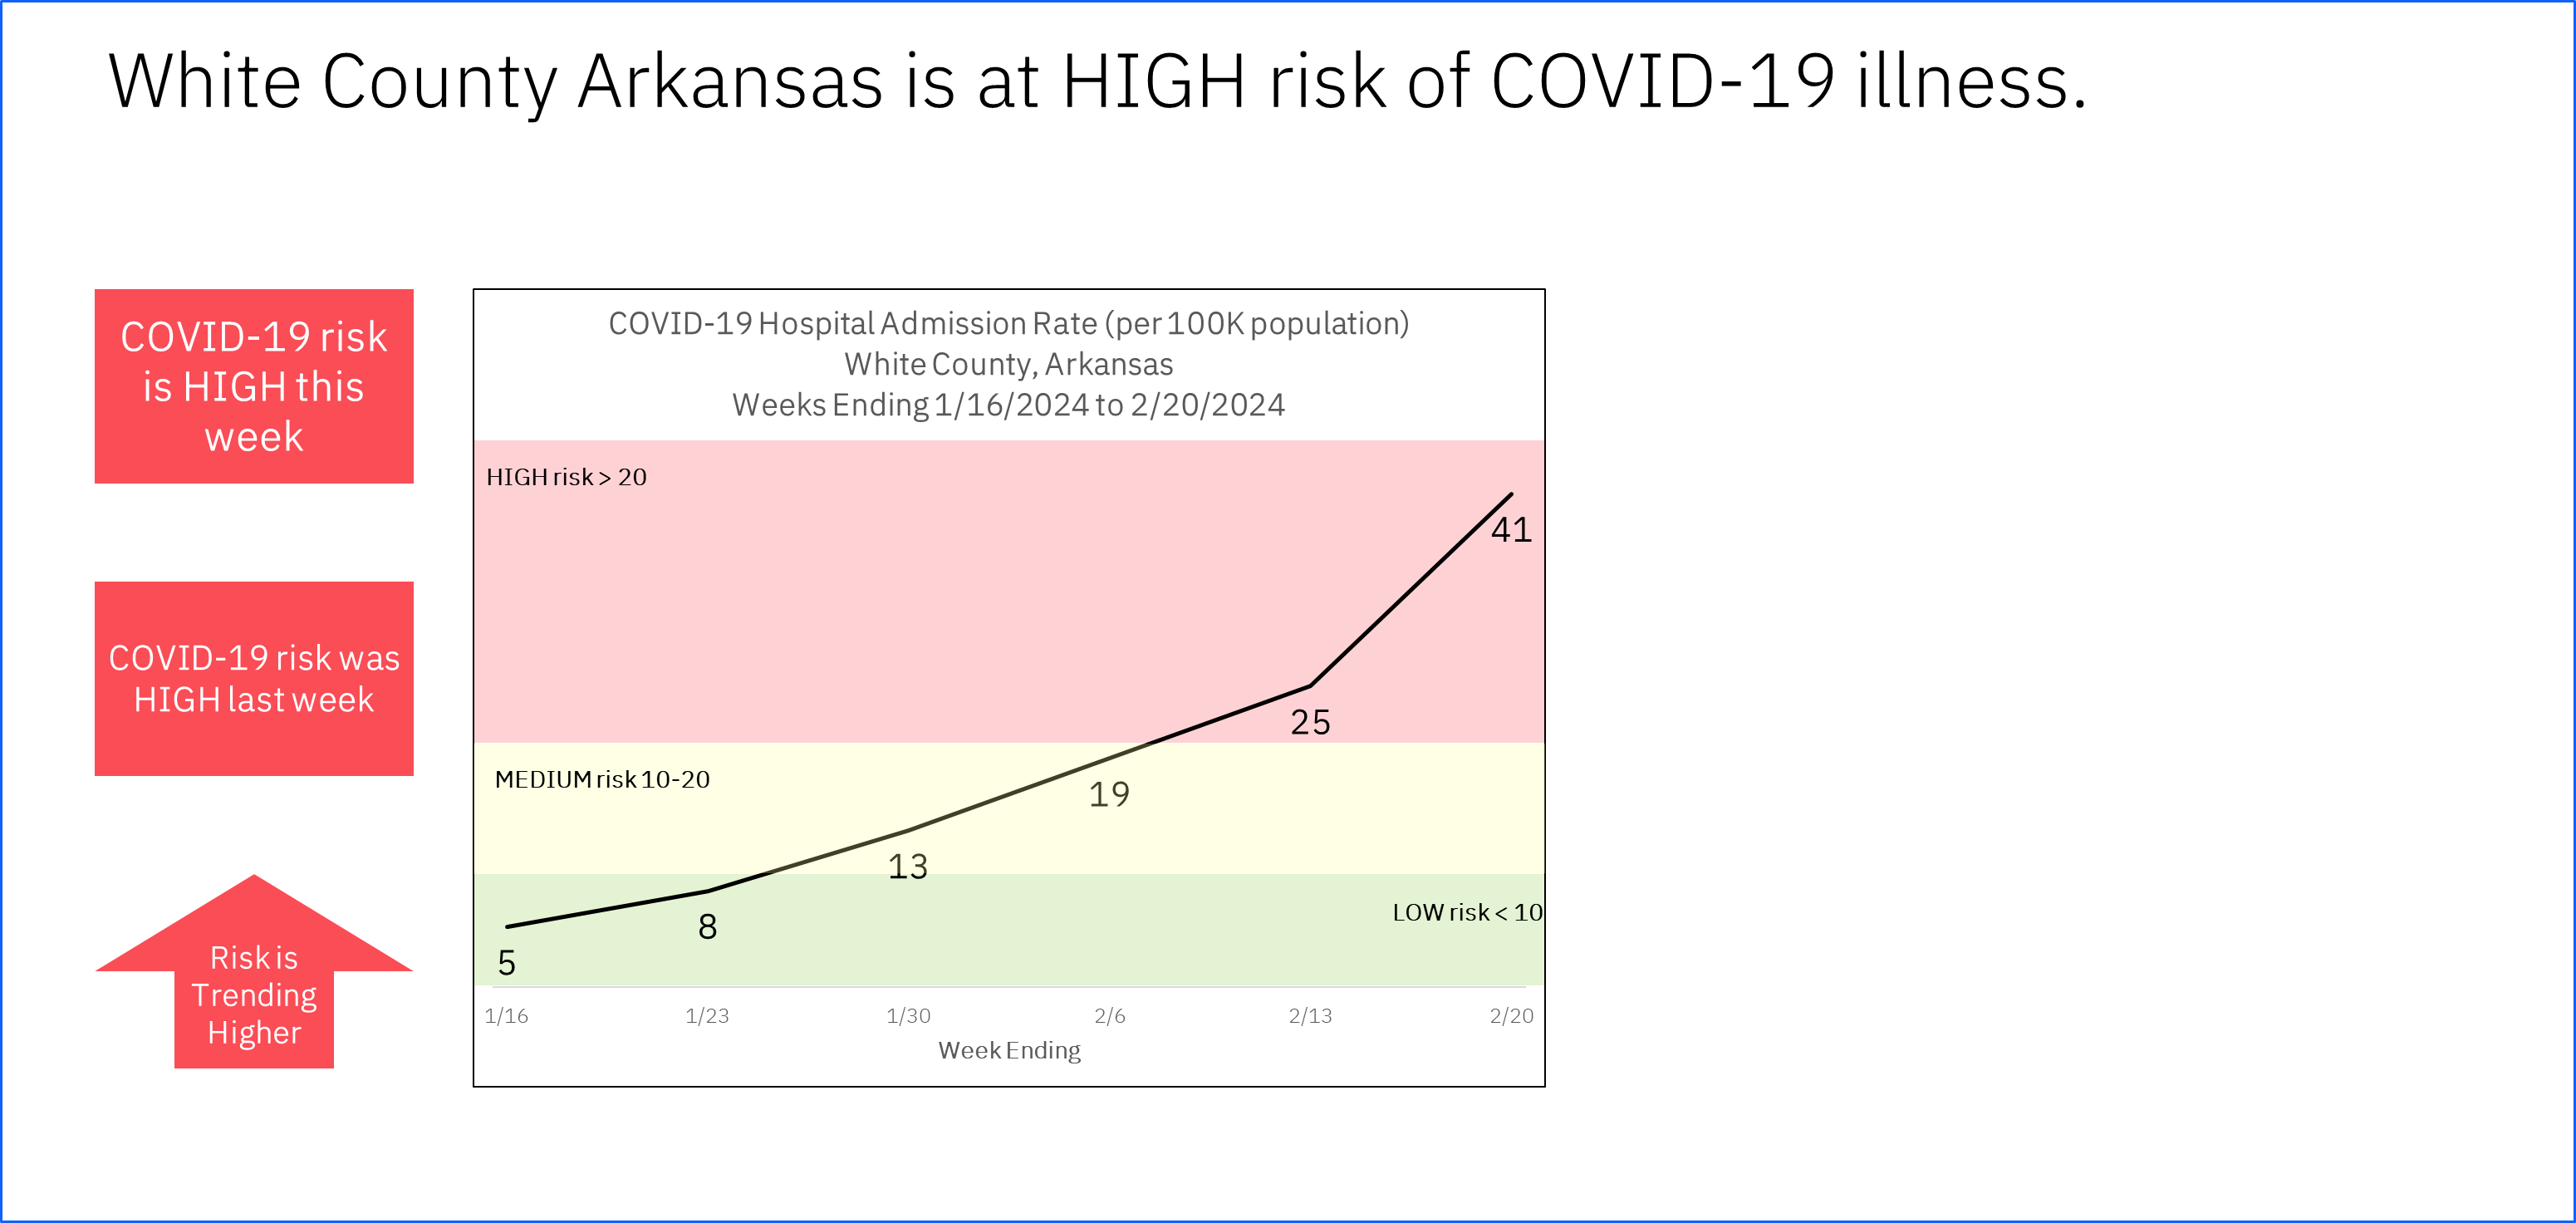 White County Arkansas is at HIGH risk of COVID-19 illness.
COVID-19 risk
is HIGH this
week
COVID-19 risk was
HIGH last week
Risk is
Trending
Higher
COVID-19 Hospital Admission Rate (per 100K population)
White County, Arkansas
Weeks Ending 1/16/2024 to 2/20/2024
HIGH risk > 20
41
25
MEDIUM risk 10-20
19
13
LOW risk < 10
8
5
1/16 1/23 1/30 2/6 2/13 2/20
Week Ending